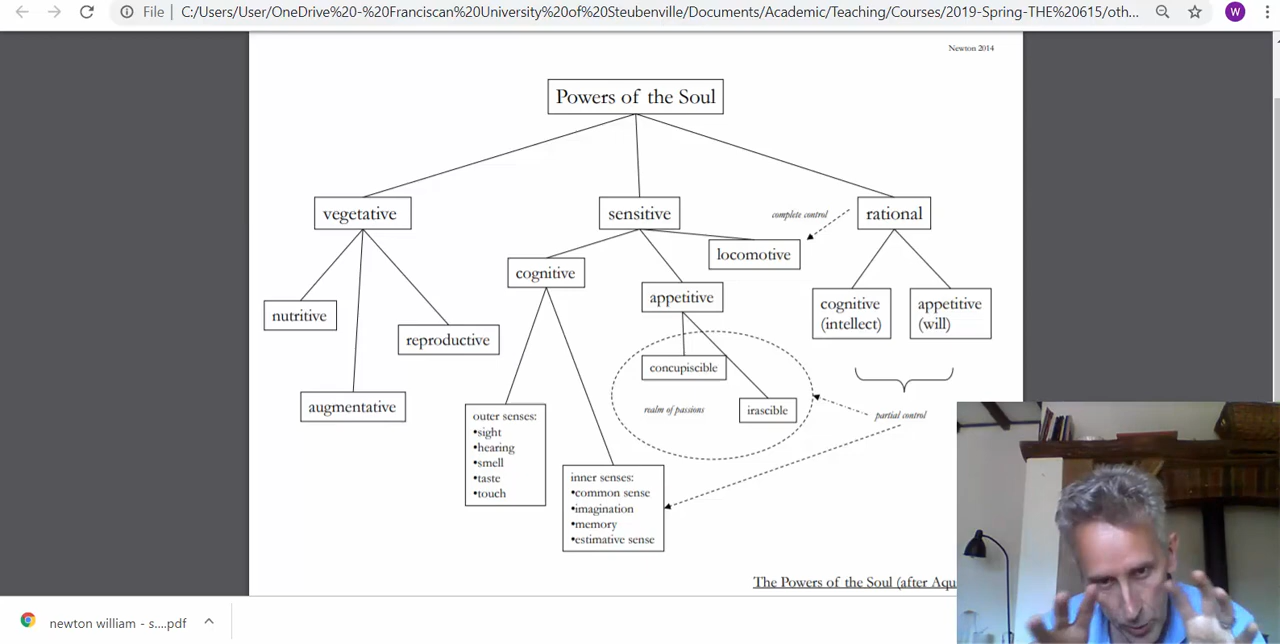 File
C:/Users/User/OneDrive%20-%20Franciscan%20University%20of%20Steubenville/Documents/Academic/Teaching/Courses/2019-Spring-THE%20615/oth...
W
Newton 2014
Powers of the Soul
vegetative
sensitive
complete control
rational
locomotive
cognitive
appetitive
cognitive
(intellect)
appetitive
(will)
nutritive
reproductive
concupiscible
augmentative
realm of passions
irascible
partial control
outer senses:
•sight
•hearing
•smell
•taste
•touch
inner senses:
•common sense
•imagination
•memory
•estimative sense
The Powers of the Soul (after Aqu
newton william - s....pdf